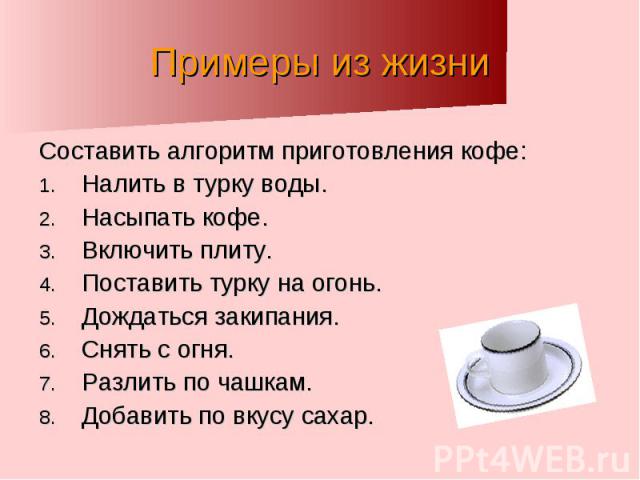 Примеры из жизни
Составить алгоритм приготовления кофе:
1. Налить в турку воды.
2. Насыпать кофе.
3. Включить плиту.
4. Поставить турку на огонь.
5. Дождаться закипания.
6. Снять с огня.
7. Разлить по чашкам.
8. Добавить по вкусу сахар.
PPt4WEB.ru